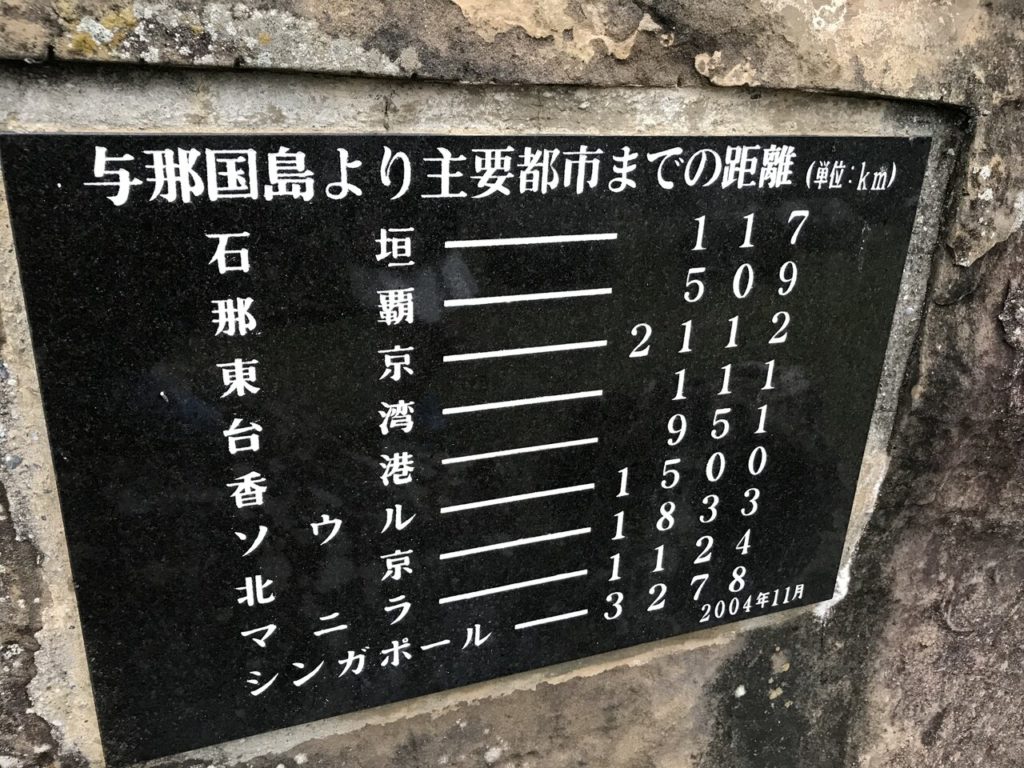 与那国島より主要都市までの距離 (単位:km)
石垣 ―― 117
那覇 ―― 509
東京 ―― 2112
台湾 ―― 111
香港 ―― 951
ソウル ―― 1500
北京 ―― 1833
マニラ ―― 1124
シンガポール ―― 3278
2004年11月